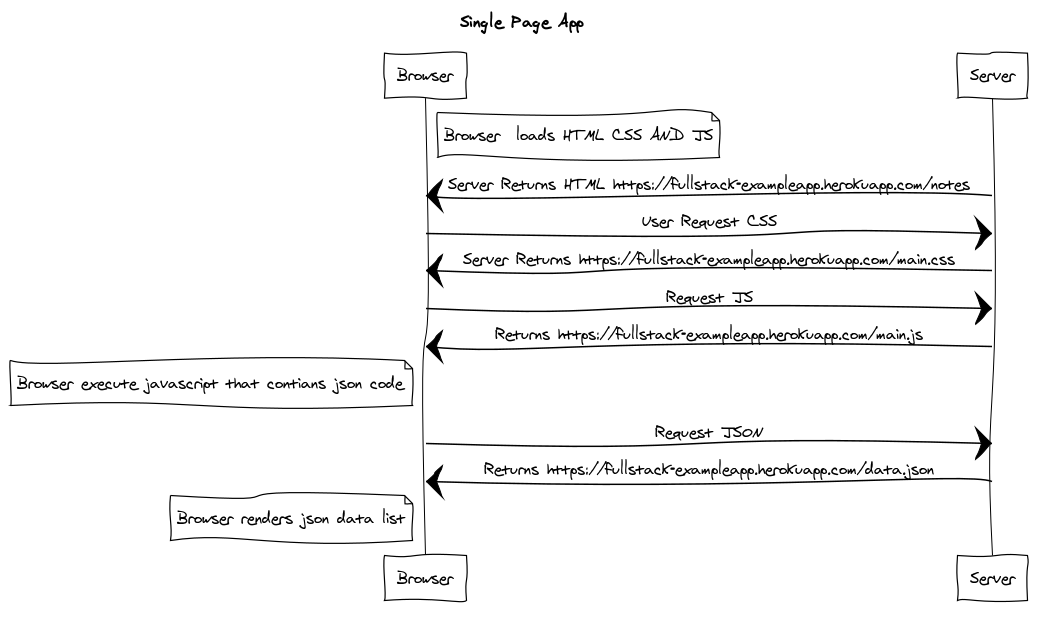 Single Page App
Browser
Server
Browser loads HTML CSS AND JS
Server Returns HTML https://fullstack-exampleapp.herokuapp.com/notes
User Request CSS
Server Returns https://fullstack-exampleapp.herokuapp.com/main.css
Request JS
Returns https://fullstack-exampleapp.herokuapp.com/main.js
Browser execute javascript that contians json code
Request JSON
Returns https://fullstack-exampleapp.herokuapp.com/data.json
Browser renders json data list
Browser
Server